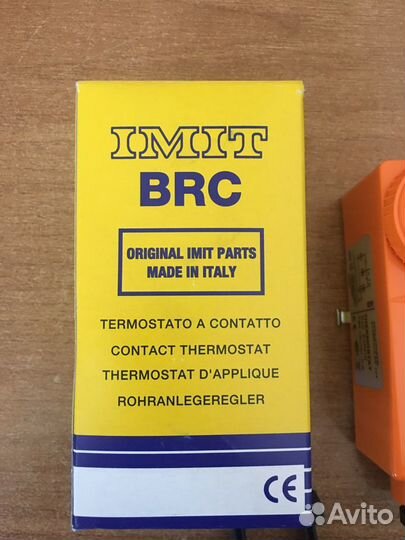 IMIT
BRC
ORIGINAL IMIT PARTS
MADE IN ITALY
TERMOSTATO A CONTATTO
CONTACT THERMOSTAT
THERMOSTAT D'APPLIQUE
ROHRANLEGEREGLER
CE
Avito